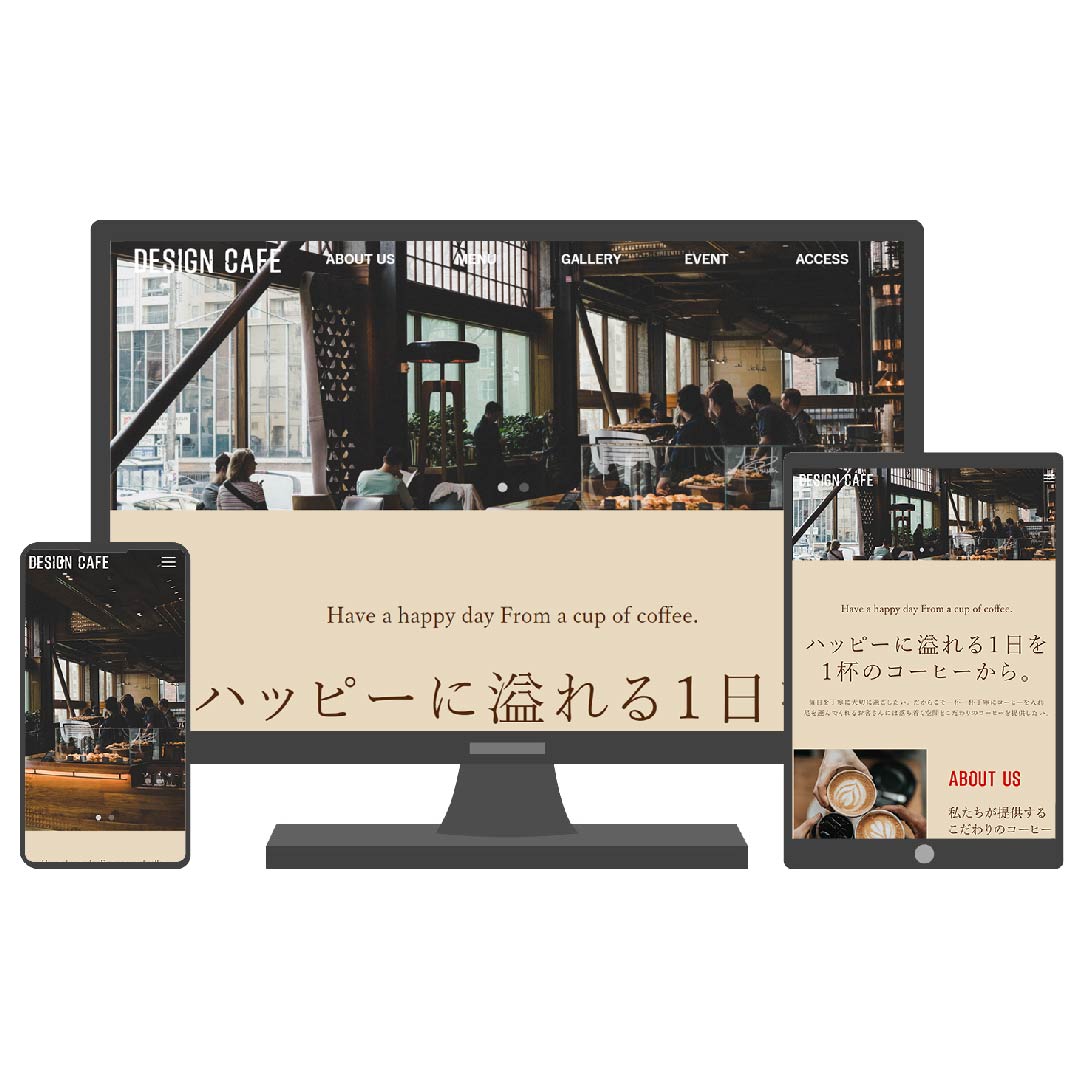 DESIGN CAFE
ABOUT US
MENU
GALLERY
EVENT
ACCESS
Have a happy day From a cup of coffee.
ハッピーに溢れる1日
DESIGN CAFE
DESIGN CAFE
Have a happy day From a cup of coffee.
ハッピーに溢れる1日を
1杯のコーヒーから。
ABOUT US
私たちが提供する
こだわりのコーヒー